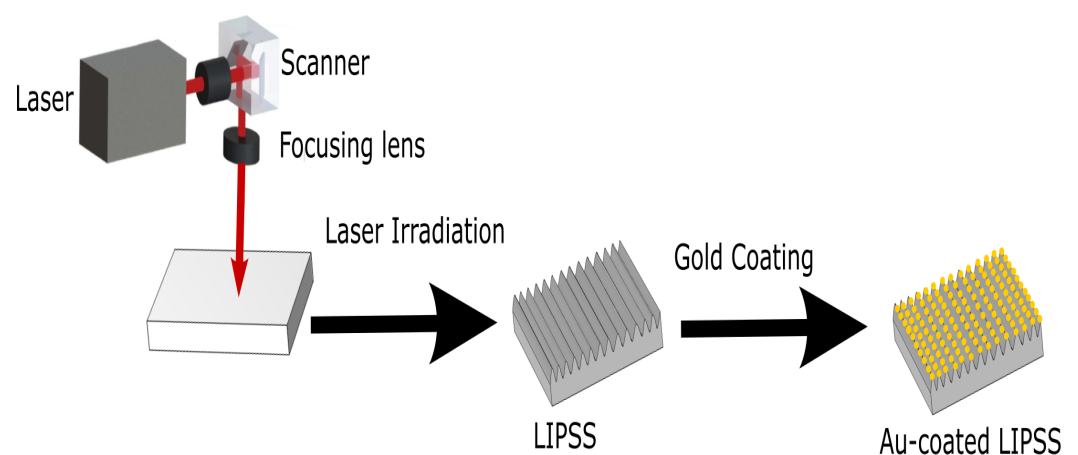 Scanner
Laser
Focusing lens
Laser Irradiation
Gold Coating
LIPSS
Au-coated LIPSS